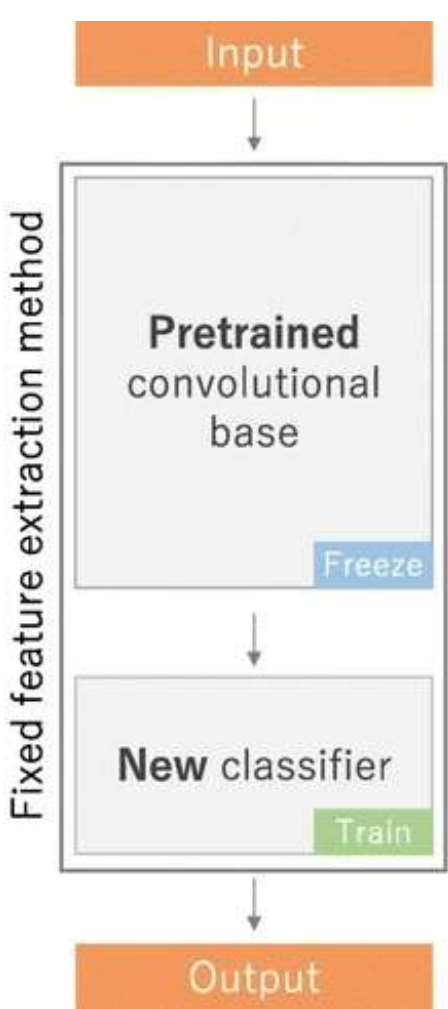 Input
Fixed feature extraction method
Pretrained
convolutional
base
Freeze
New classifier
Train
Output